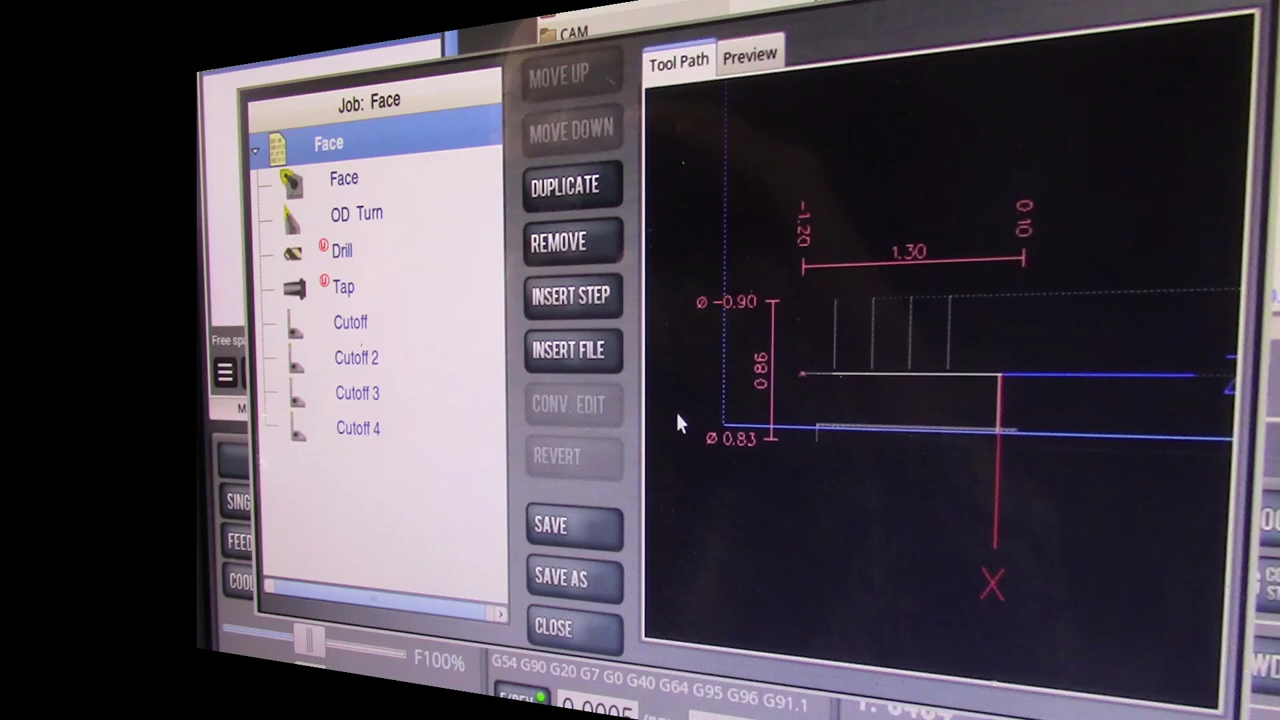 CAM
Job: Face
Face
Face
OD Turn
Drill
Tap
Cutoff
Cutoff 2
Cutoff 3
Cutoff 4
MOVE UP
MOVE DOWN
DUPLICATE
REMOVE
INSERT STEP
INSERT FILE
CONV. EDIT
REVERT
SAVE
SAVE AS
CLOSE
Tool Path
Preview
-1.20
0.10
1.30
Ø -0.90
0.86
Ø 0.83
X
Free
SING
FEED
F100%
G54 G90 G20 G7 G0 G40 G64 G95 G96 G91.1